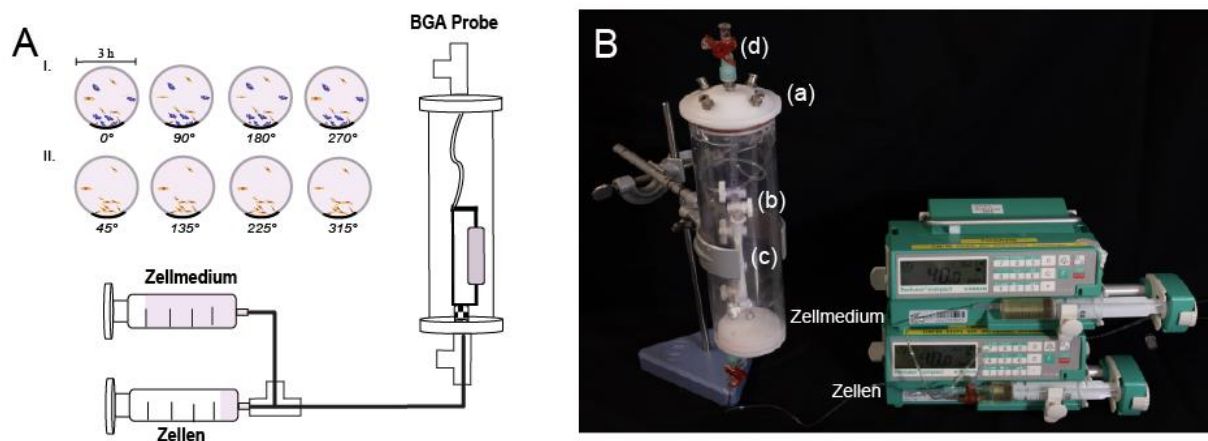 A
BGA Probe
3 h
I.
0°
90°
180°
270°
II.
45°
135°
225°
315°
Zellmedium
Zellen
B
(d)
(a)
(b)
(c)
Zellmedium
Zellen